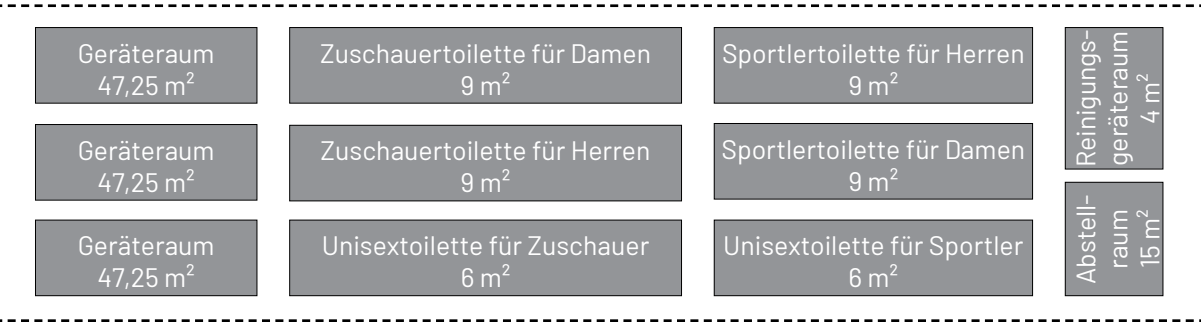 Geräteraum
47,25 m²
Zuschauertoilette für Damen
9 m²
Sportlertoilette für Herren
9 m²
Reinigungs-
geräteraum
4 m²
Geräteraum
47,25 m²
Zuschauertoilette für Herren
9 m²
Sportlertoilette für Damen
9 m²
Geräteraum
47,25 m²
Unisextoilette für Zuschauer
6 m²
Unisextoilette für Sportler
6 m²
Abstell-
raum
15 m²